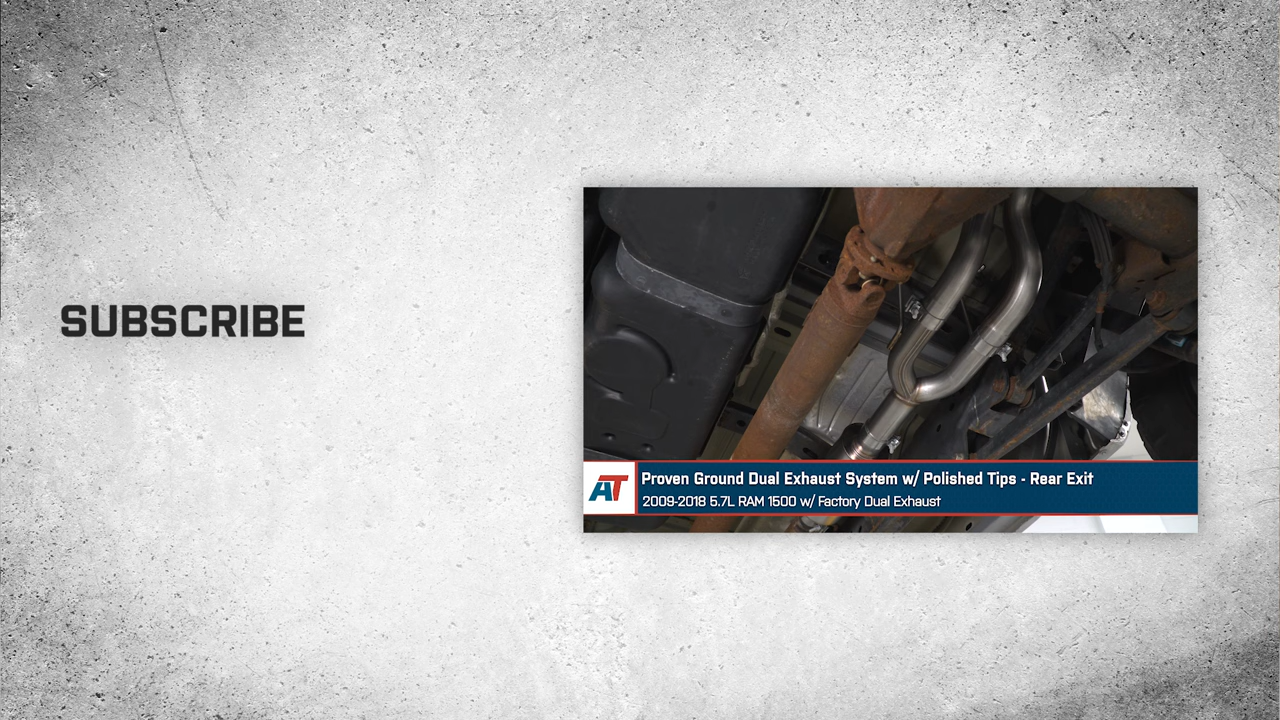 SUBSCRIBE
AT
Proven Ground Dual Exhaust System w/ Polished Tips - Rear Exit
2009-2018 5.7L RAM 1500 w/ Factory Dual Exhaust